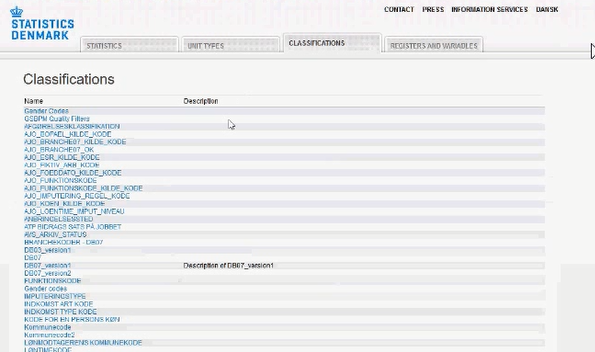 CONTACT PRESS INFORMATION SERVICES DANSK
STATISTICS
DENMARK
STATISTICS UNIT TYPES CLASSIFICATIONS REGISTERS AND VARIABLES
Classifications
Name Description
Gender Codes
GSBPM Quality Filters
AFGØRELSESKLASSIFIKATION
AJO_BOPAEL_KILDE_KODE
AJO_BRANCHE07_KILDE_KODE
AJO_BRANCHE07_OK
AJO_ESR_KILDE_KODE
AJO_FIKTIV_ARB_KODE
AJO_FOEDDATO_KILDE_KODE
AJO_FUNKTIONSKODE
AJO_FUNKTIONSKODE_KILDE_KODE
AJO_IMPUTERING_REGEL_KODE
AJO_KOEN_KILDE_KODE
AJO_LOENTIME_IMPUT_NIVEAU
ANBRINGELSESSTED
ATP BIDRAGS SATS PÅ JOBBET
AVS_ARKIV_STATUS
BRANCHEKODER - DB07
DB03_version1
DB07
DB07_version1 Description of DB07_version1
DB07_version2
FUNKTIONSKODE
Gender codes
IMPUTERINGSTYPE
INDKOMST ART KODE
INDKOMST TYPE KODE
KODE FOR EN PERSONS KØN
Kommunecode
Kommunecode2
LØNMODTAGERENS KOMMUNEKODE
LØNTIMEKODE